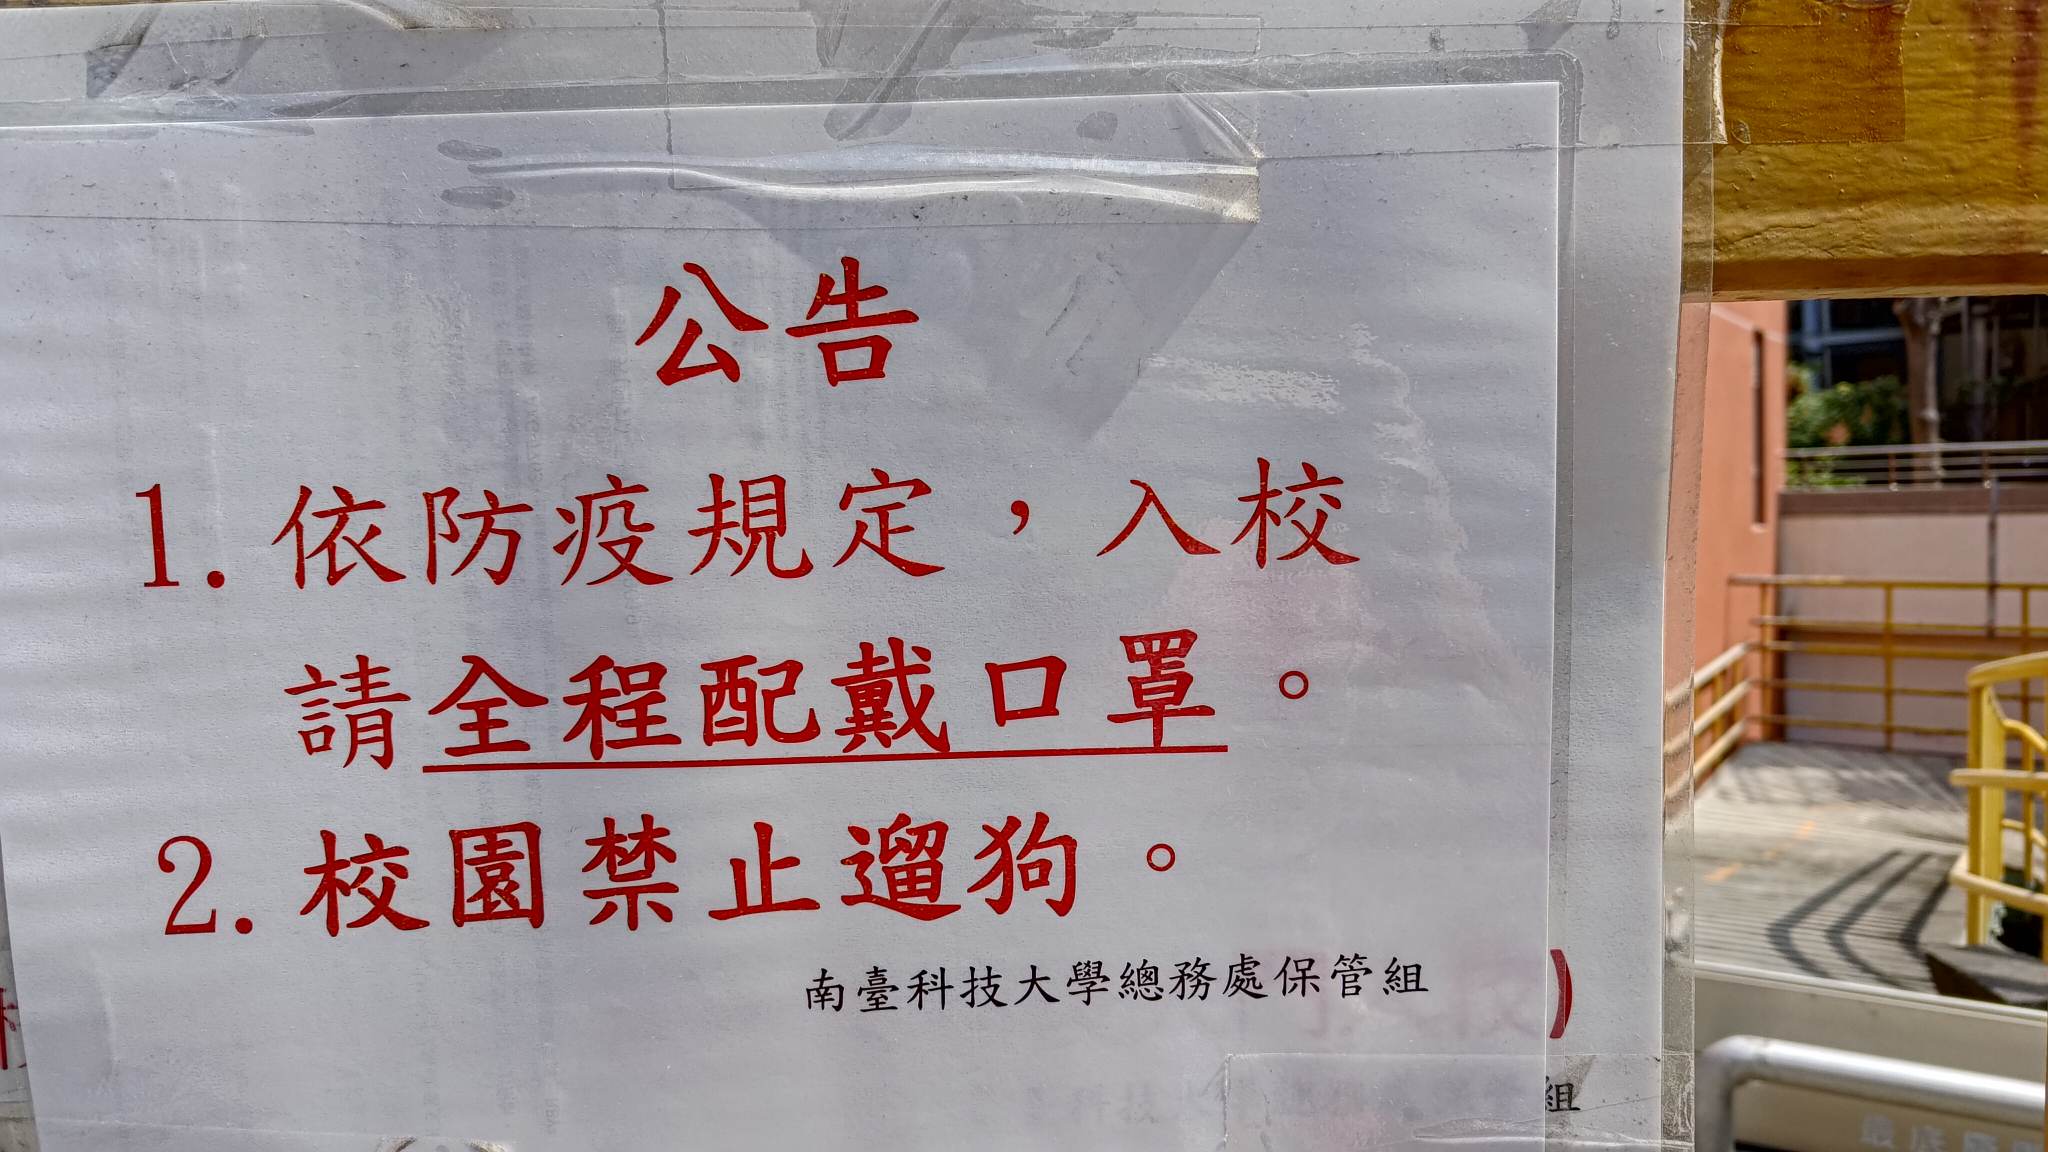 公告
1. 依防疫規定，入校
請全程配戴口罩。
2. 校園禁止遛狗。
南臺科技大學總務處保管組
)
組